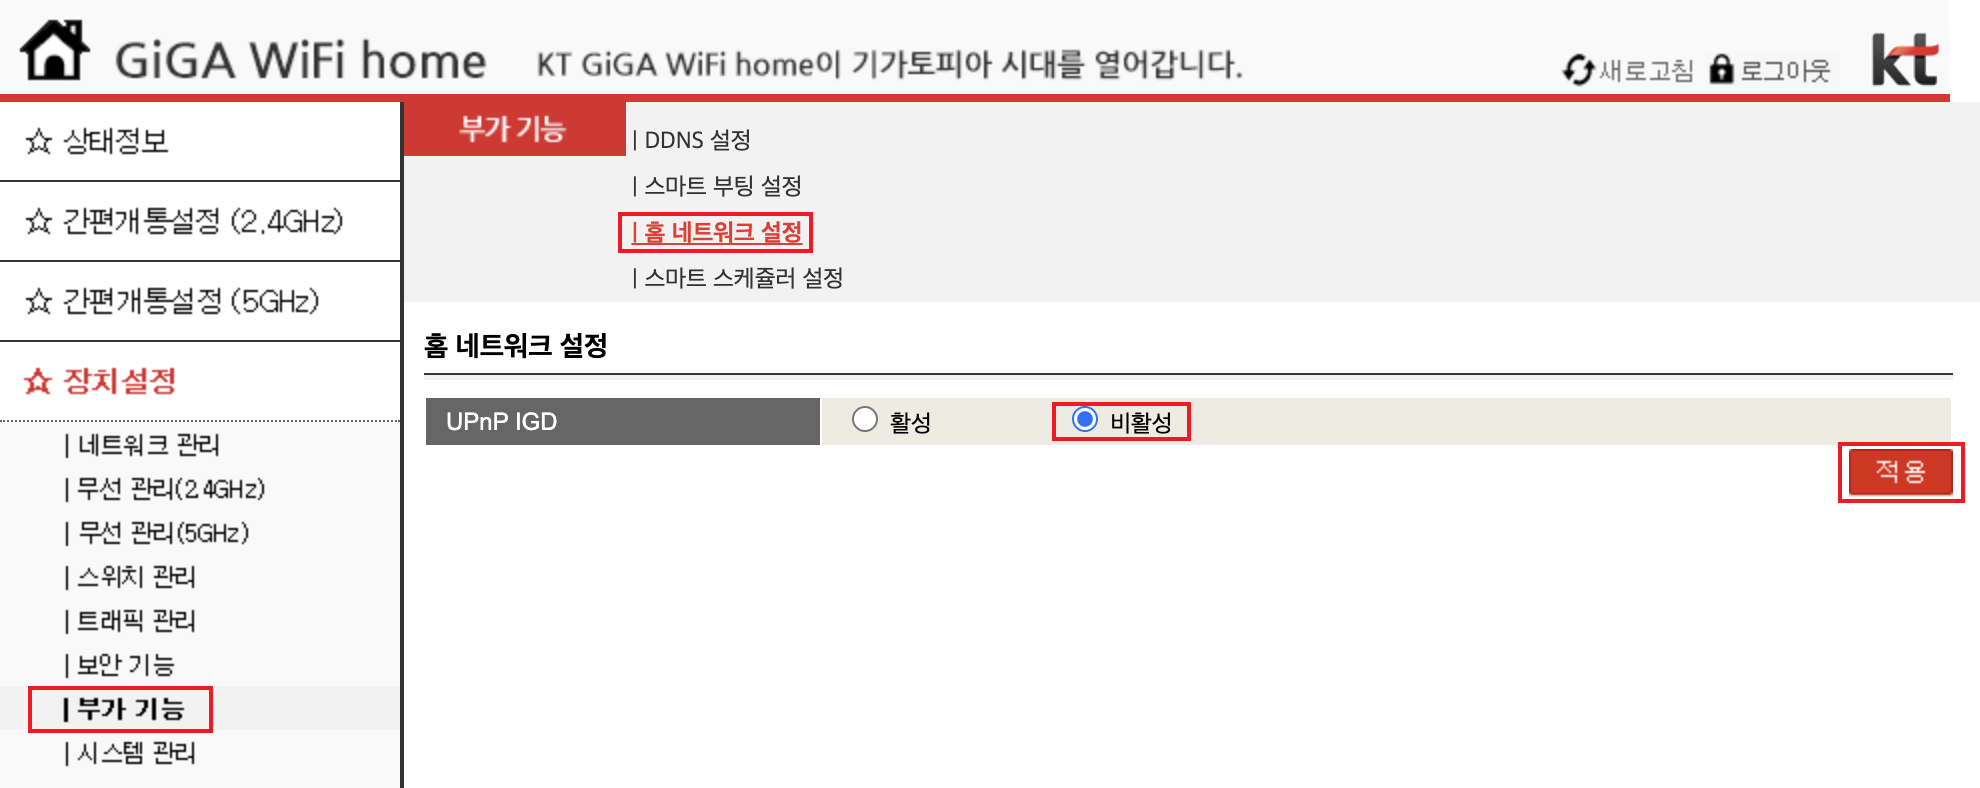 GiGA WiFi home
KT GiGA WiFi home이 기가토피아 시대를 열어갑니다.
새로고침
로그아웃
kt
☆ 상태정보
☆ 간편개통설정 (2.4GHz)
☆ 간편개통설정 (5GHz)
☆ 장치설정
| 네트워크 관리
| 무선 관리(2.4GHz)
| 무선 관리(5GHz)
| 스위치 관리
| 트래픽 관리
| 보안 기능
| 부가 기능
| 시스템 관리
부가 기능
| DDNS 설정
| 스마트 부팅 설정
| 홈 네트워크 설정
| 스마트 스케쥴러 설정
홈 네트워크 설정
UPnP IGD 활성 비활성
적용